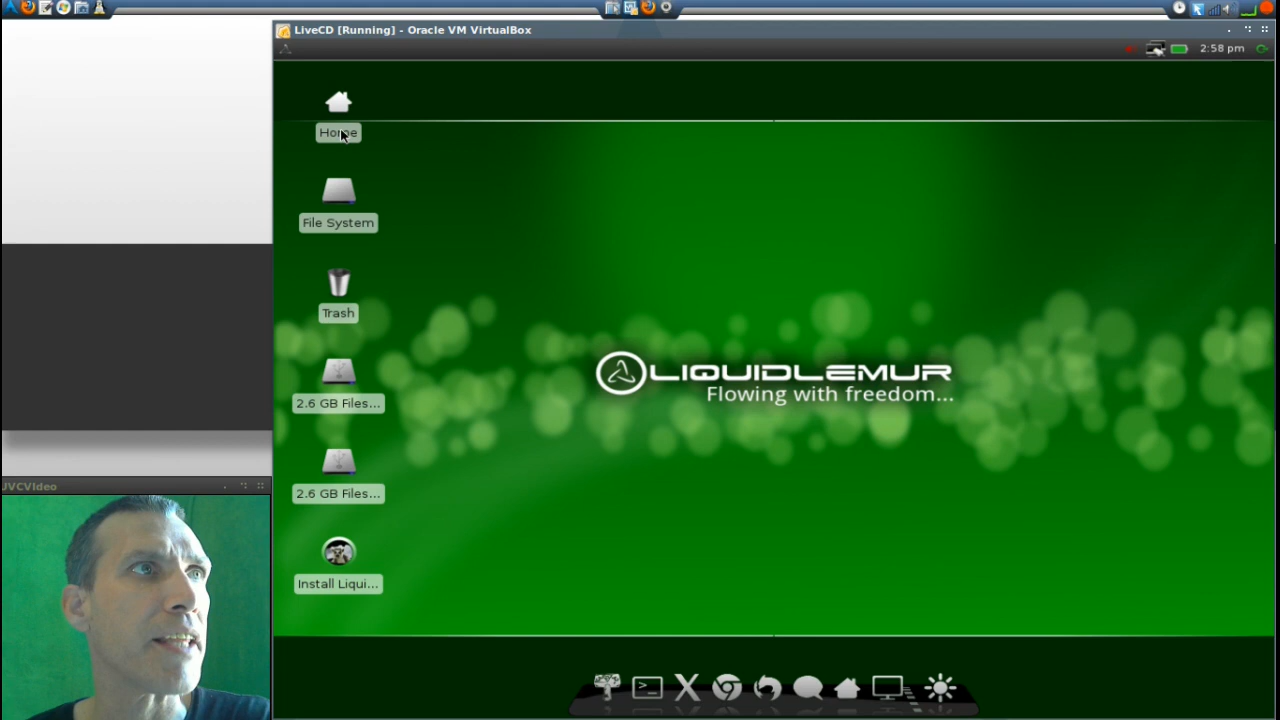 LiveCD [Running] - Oracle VM VirtualBox
2:58 pm
Home
File System
Trash
2.6 GB Files...
2.6 GB Files...
Install Liqui...
LIQUIDLEMUR
Flowing with freedom...
JVCVIdeo